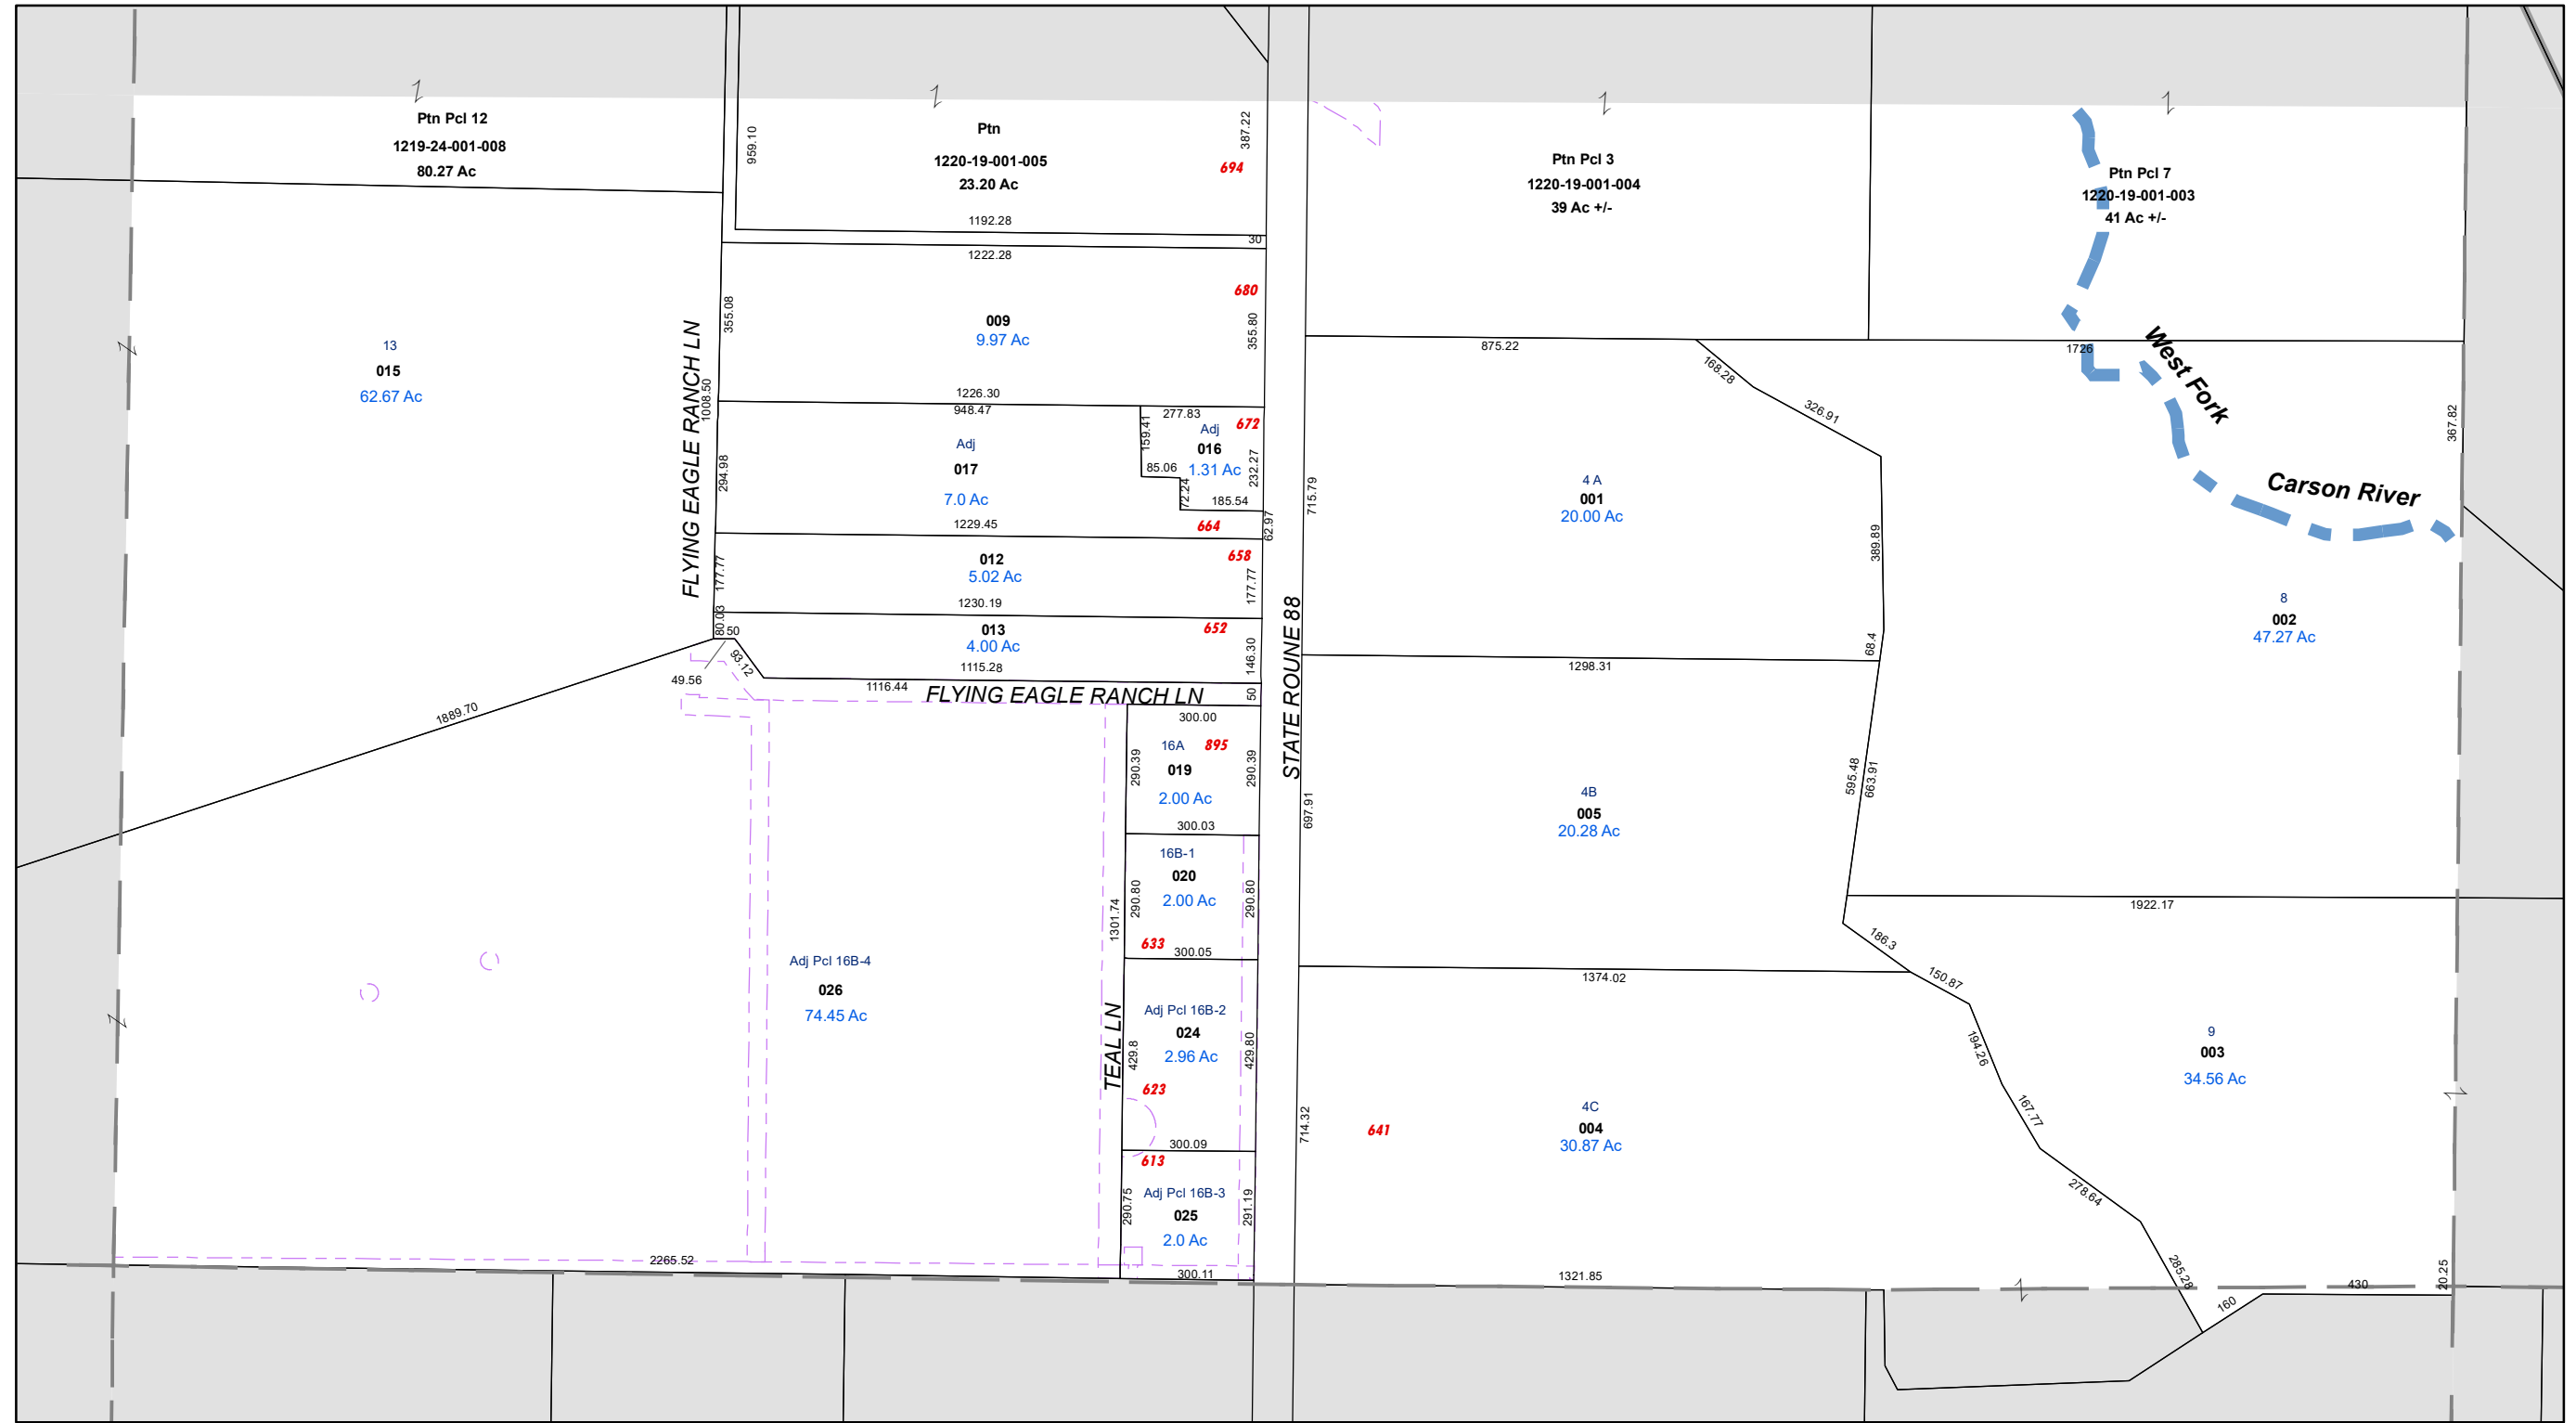 Ptn Pcl 12
1219-24-001-008
80.27 Ac
959.10
Ptn
1220-19-001-005
23.20 Ac
387.22
694
1192.28
30
Ptn Pcl 3
1220-19-001-004
39 Ac +/-
Ptn Pcl 7
1220-19-001-003
41 Ac +/-
1222.28
680
355.08
009
9.97 Ac
355.80
1226.30
13
015
62.67 Ac
FLYING EAGLE RANCH LN
1008.50
948.47
277.83
672
159.41
Adj
016
1.31 Ac
232.27
85.06
72.24
185.54
Adj
017
7.0 Ac
294.98
1229.45
664
62.97
658
012
5.02 Ac
177.77
177.77
1230.19
652
80.03
50
013
4.00 Ac
146.30
93.12
1115.28
49.56
1116.44
FLYING EAGLE RANCH LN
50
1889.70
STATE ROUNE 88
875.22
168.28
326.91
1726
West Fork
Carson River
367.82
715.79
4 A
001
20.00 Ac
389.89
68.4
8
002
47.27 Ac
1298.31
300.00
16A
895
019
2.00 Ac
290.39
290.39
300.03
697.91
4B
005
20.28 Ac
595.48
663.91
16B-1
020
2.00 Ac
290.80
290.80
633
300.05
1301.74
1922.17
186.3
150.87
1374.02
Adj Pcl 16B-4
026
74.45 Ac
TEAL LN
Adj Pcl 16B-2
024
2.96 Ac
429.8
429.80
623
300.09
613
Adj Pcl 16B-3
025
2.0 Ac
290.75
291.19
300.11
2265.52
714.32
641
4C
004
30.87 Ac
194.26
167.77
278.64
285.28
9
003
34.56 Ac
1321.85
160
430
20.25